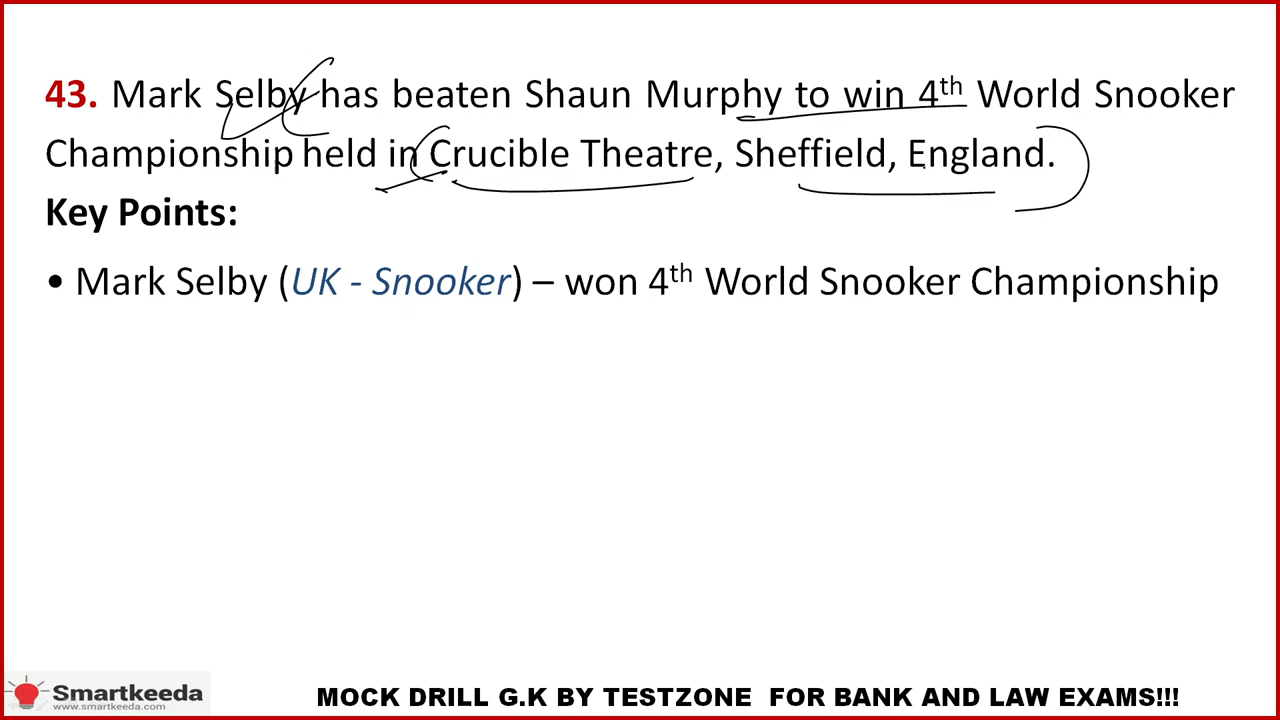 43. Mark Selby has beaten Shaun Murphy to win 4th World Snooker
Championship held in Crucible Theatre, Sheffield, England.
Key Points:
• Mark Selby (UK - Snooker) – won 4th World Snooker Championship
Smartkeeda
www.smartkeeda.com
MOCK DRILL G.K BY TESTZONE FOR BANK AND LAW EXAMS!!!